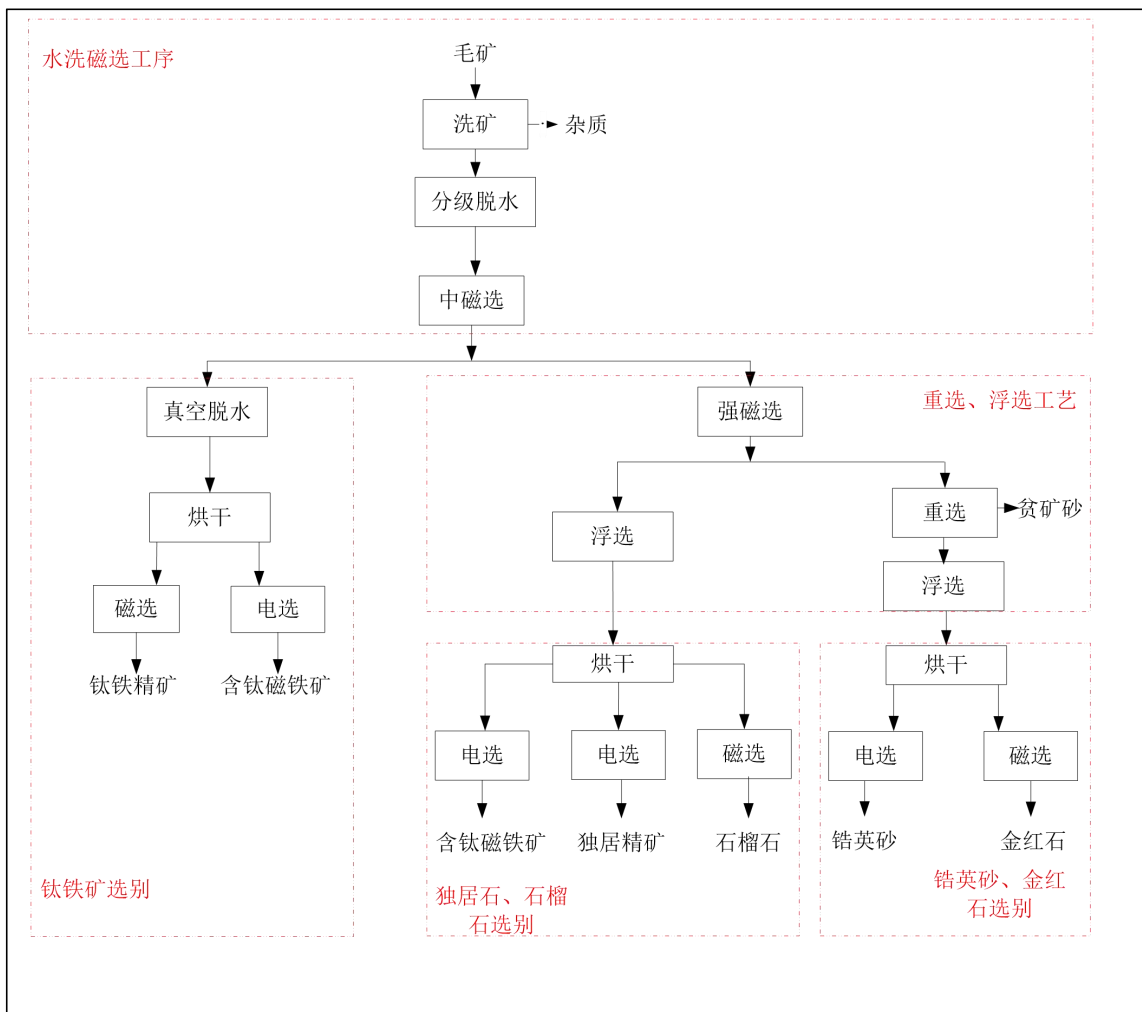 水洗磁选工序
毛矿
洗矿
杂质
分级脱水
中磁选
真空脱水
烘干
磁选
电选
钛铁精矿
含钛磁铁矿
钛铁矿选别
强磁选
重选、浮选工艺
浮选
重选
贫矿砂
浮选
烘干
电选
电选
磁选
含钛磁铁矿
独居精矿
石榴石
独居石、石榴
石选别
烘干
电选
磁选
锆英砂
金红石
锆英砂、金红
石选别